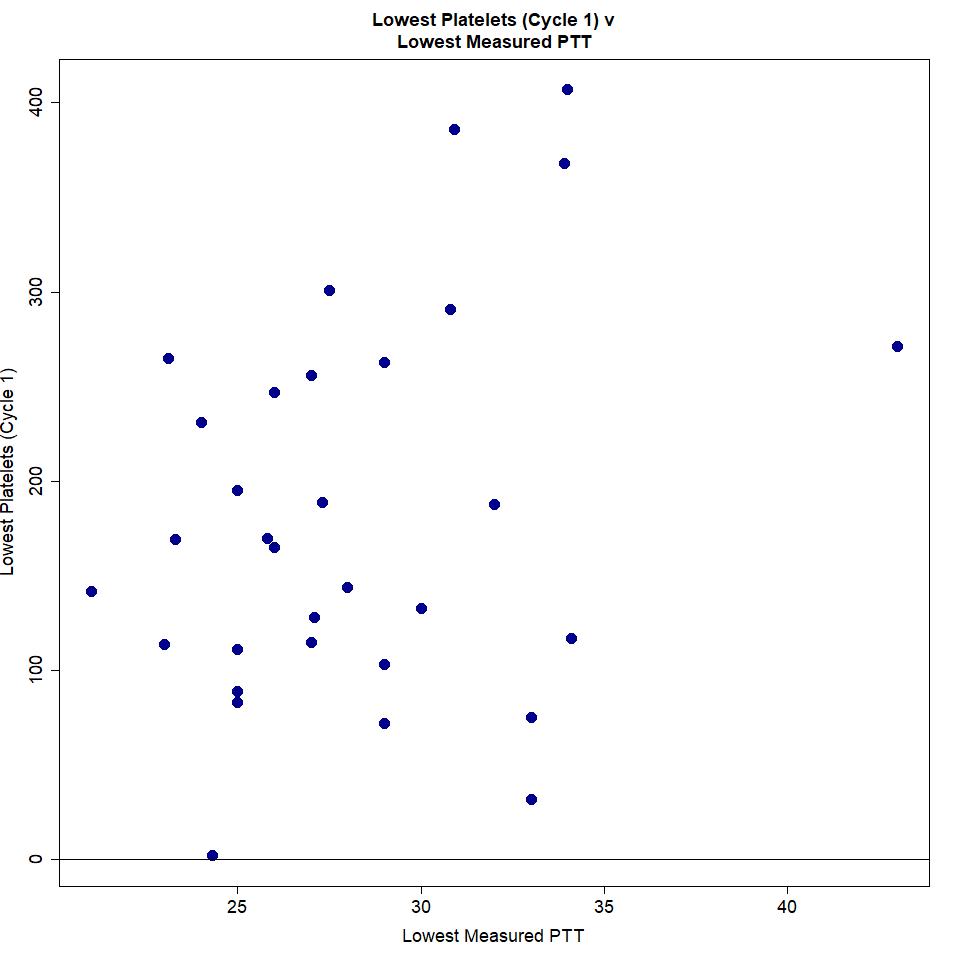 Lowest Platelets (Cycle 1) v
Lowest Measured PTT
Lowest Platelets (Cycle 1)
400
300
200
100
0
25 30 35 40
Lowest Measured PTT